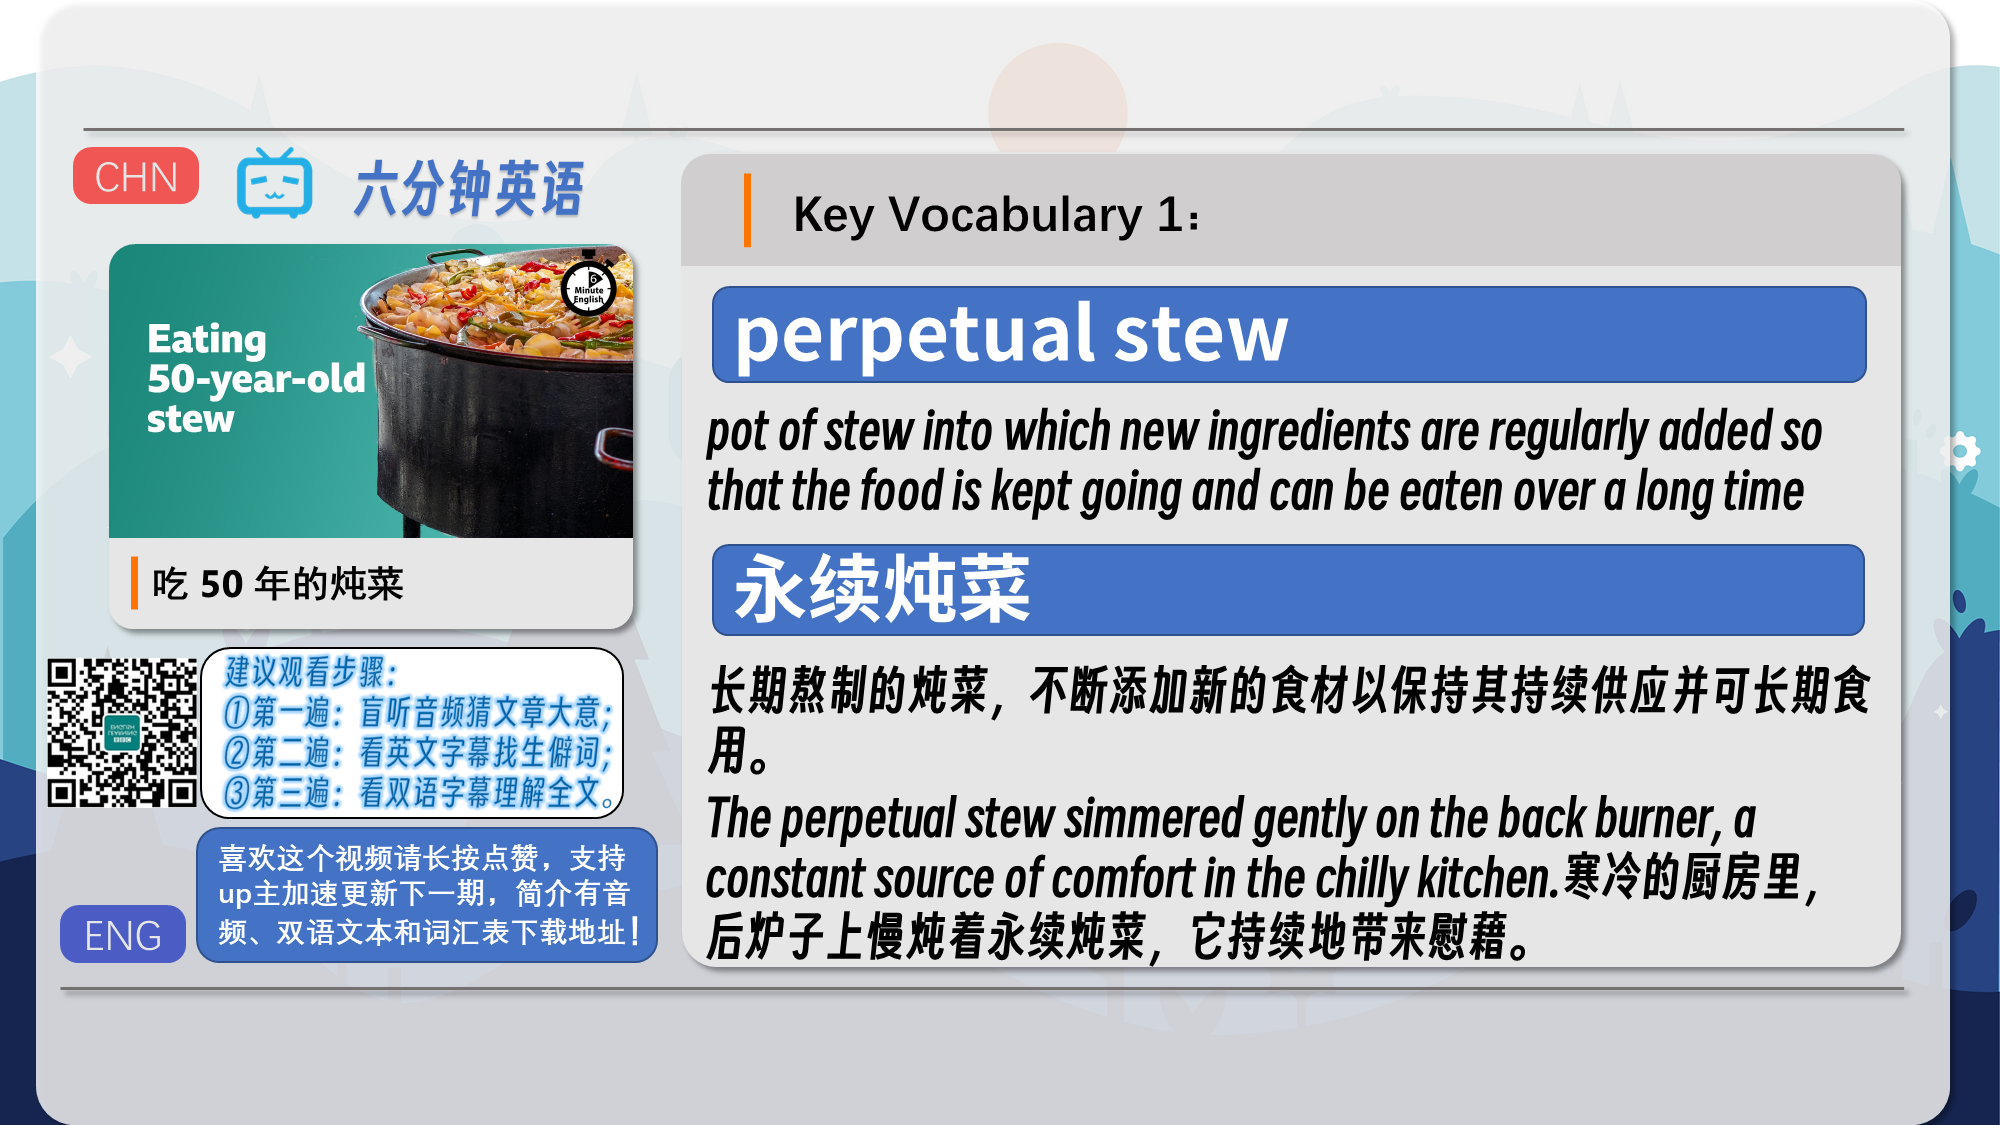 CHN
六分钟英语
6
Minute
English
Eating
50-year-old
stew
吃 50 年的炖菜
建议观看步骤：
①第一遍：盲听音频猜文章大意；
②第二遍：看英文字幕找生僻词；
③第三遍：看双语字幕理解全文。
喜欢这个视频请长按点赞，支持
up主加速更新下一期，简介有音
频、双语文本和词汇表下载地址！
ENG
Key Vocabulary 1：
perpetual stew
pot of stew into which new ingredients are regularly added so
that the food is kept going and can be eaten over a long time
永续炖菜
长期熬制的炖菜，不断添加新的食材以保持其持续供应并可长期食
用。
The perpetual stew simmered gently on the back burner, a
constant source of comfort in the chilly kitchen.寒冷的厨房里，
后炉子上慢炖着永续炖菜，它持续地带来慰藉。